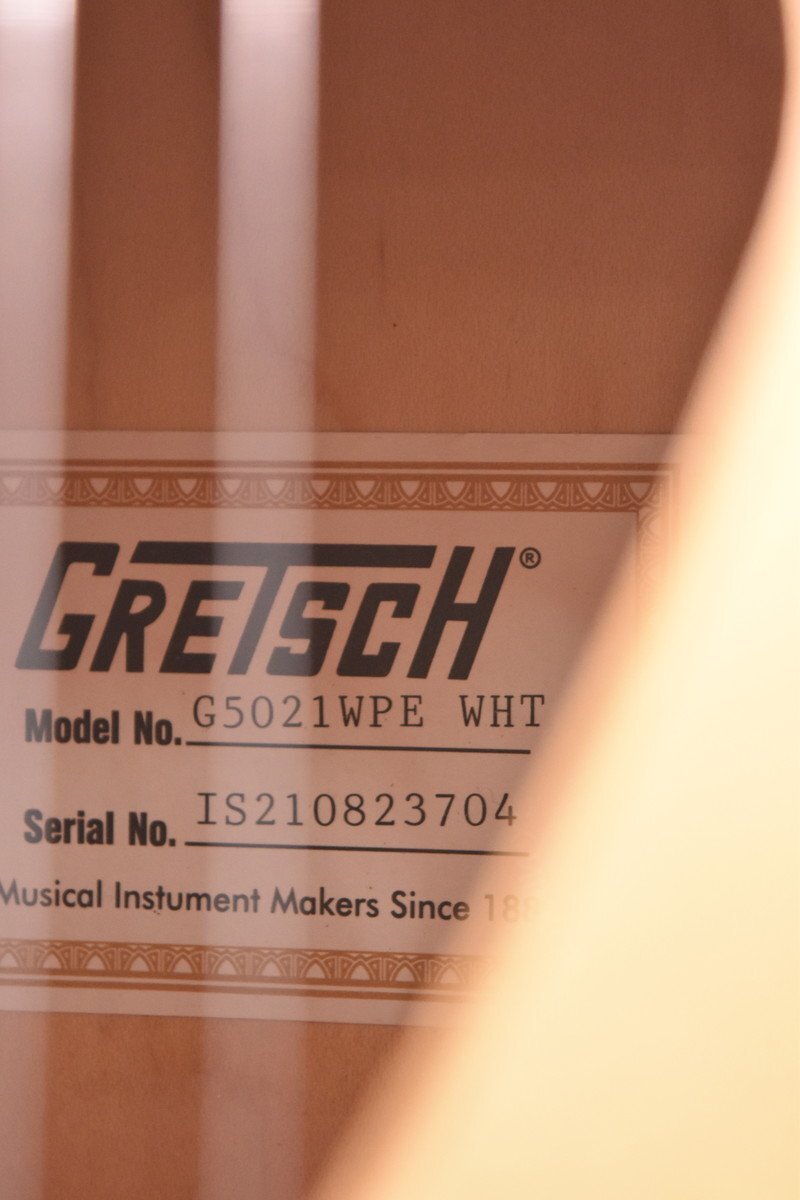 GRETSCH®
Model No. G5021WPE WHT
Serial No. IS210823704
Musical Instument Makers Since